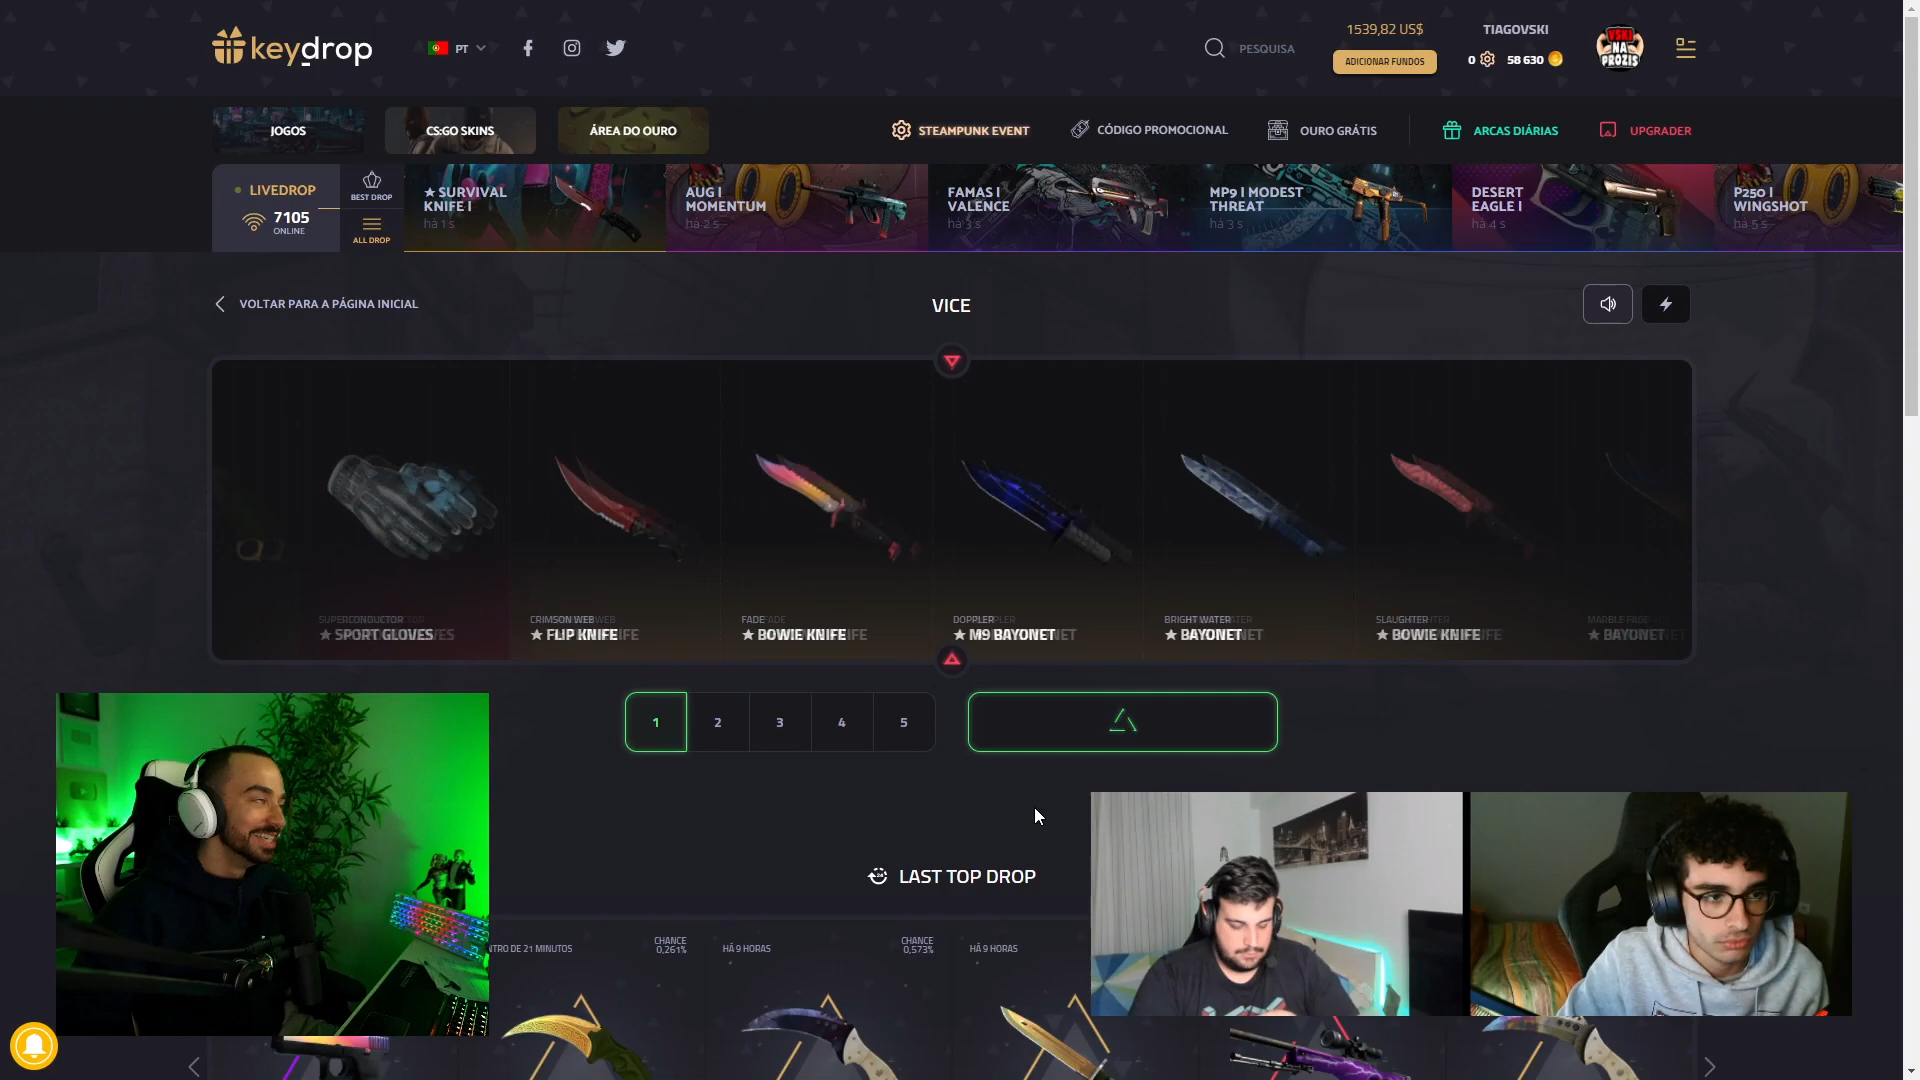 keydrop
PT
PESQUISA
1539,82 US$
ADICIONAR FUNDOS
TIAGOVSKI
0
58 630
VSKI
NA
PROZIS
JOGOS
CS:GO SKINS
ÁREA DO OURO
STEAMPUNK EVENT
CÓDIGO PROMOCIONAL
OURO GRÁTIS
ARCAS DIÁRIAS
UPGRADER
LIVEDROP
7105
ONLINE
BEST DROP
ALL DROP
★ SURVIVAL
KNIFE I
há 1 s
AUG I
MOMENTUM
há 2 s
FAMAS I
VALENCE
há 3 s
MP9 I MODEST
THREAT
há 3 s
DESERT
EAGLE I
há 4 s
P250 I
WINGSHOT
há 5 s
VOLTAR PARA A PÁGINA INICIAL
VICE
SUPERCONDUCTOR
★ SPORT GLOVES
CRIMSON WEB
★ FLIP KNIFE
FADE
★ BOWIE KNIFE
DOPPLER
★ M9 BAYONET
BRIGHT WATER
★ BAYONET
SLAUGHTER
★ BOWIE KNIFE
MARBLE FADE
★ BAYONET
1
2
3
4
5
LAST TOP DROP
NTRO DE 21 MINUTOS
CHANCE
0,261%
HÁ 9 HORAS
CHANCE
0,573%
HÁ 9 HORAS